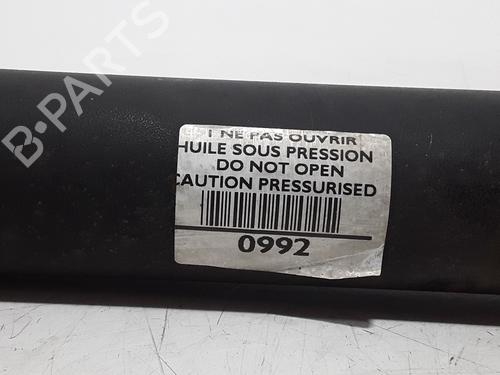 B-PARTS
! NE PAS OUVRIR
HUILE SOUS PRESSION
DO NOT OPEN
CAUTION PRESSURISED
0992